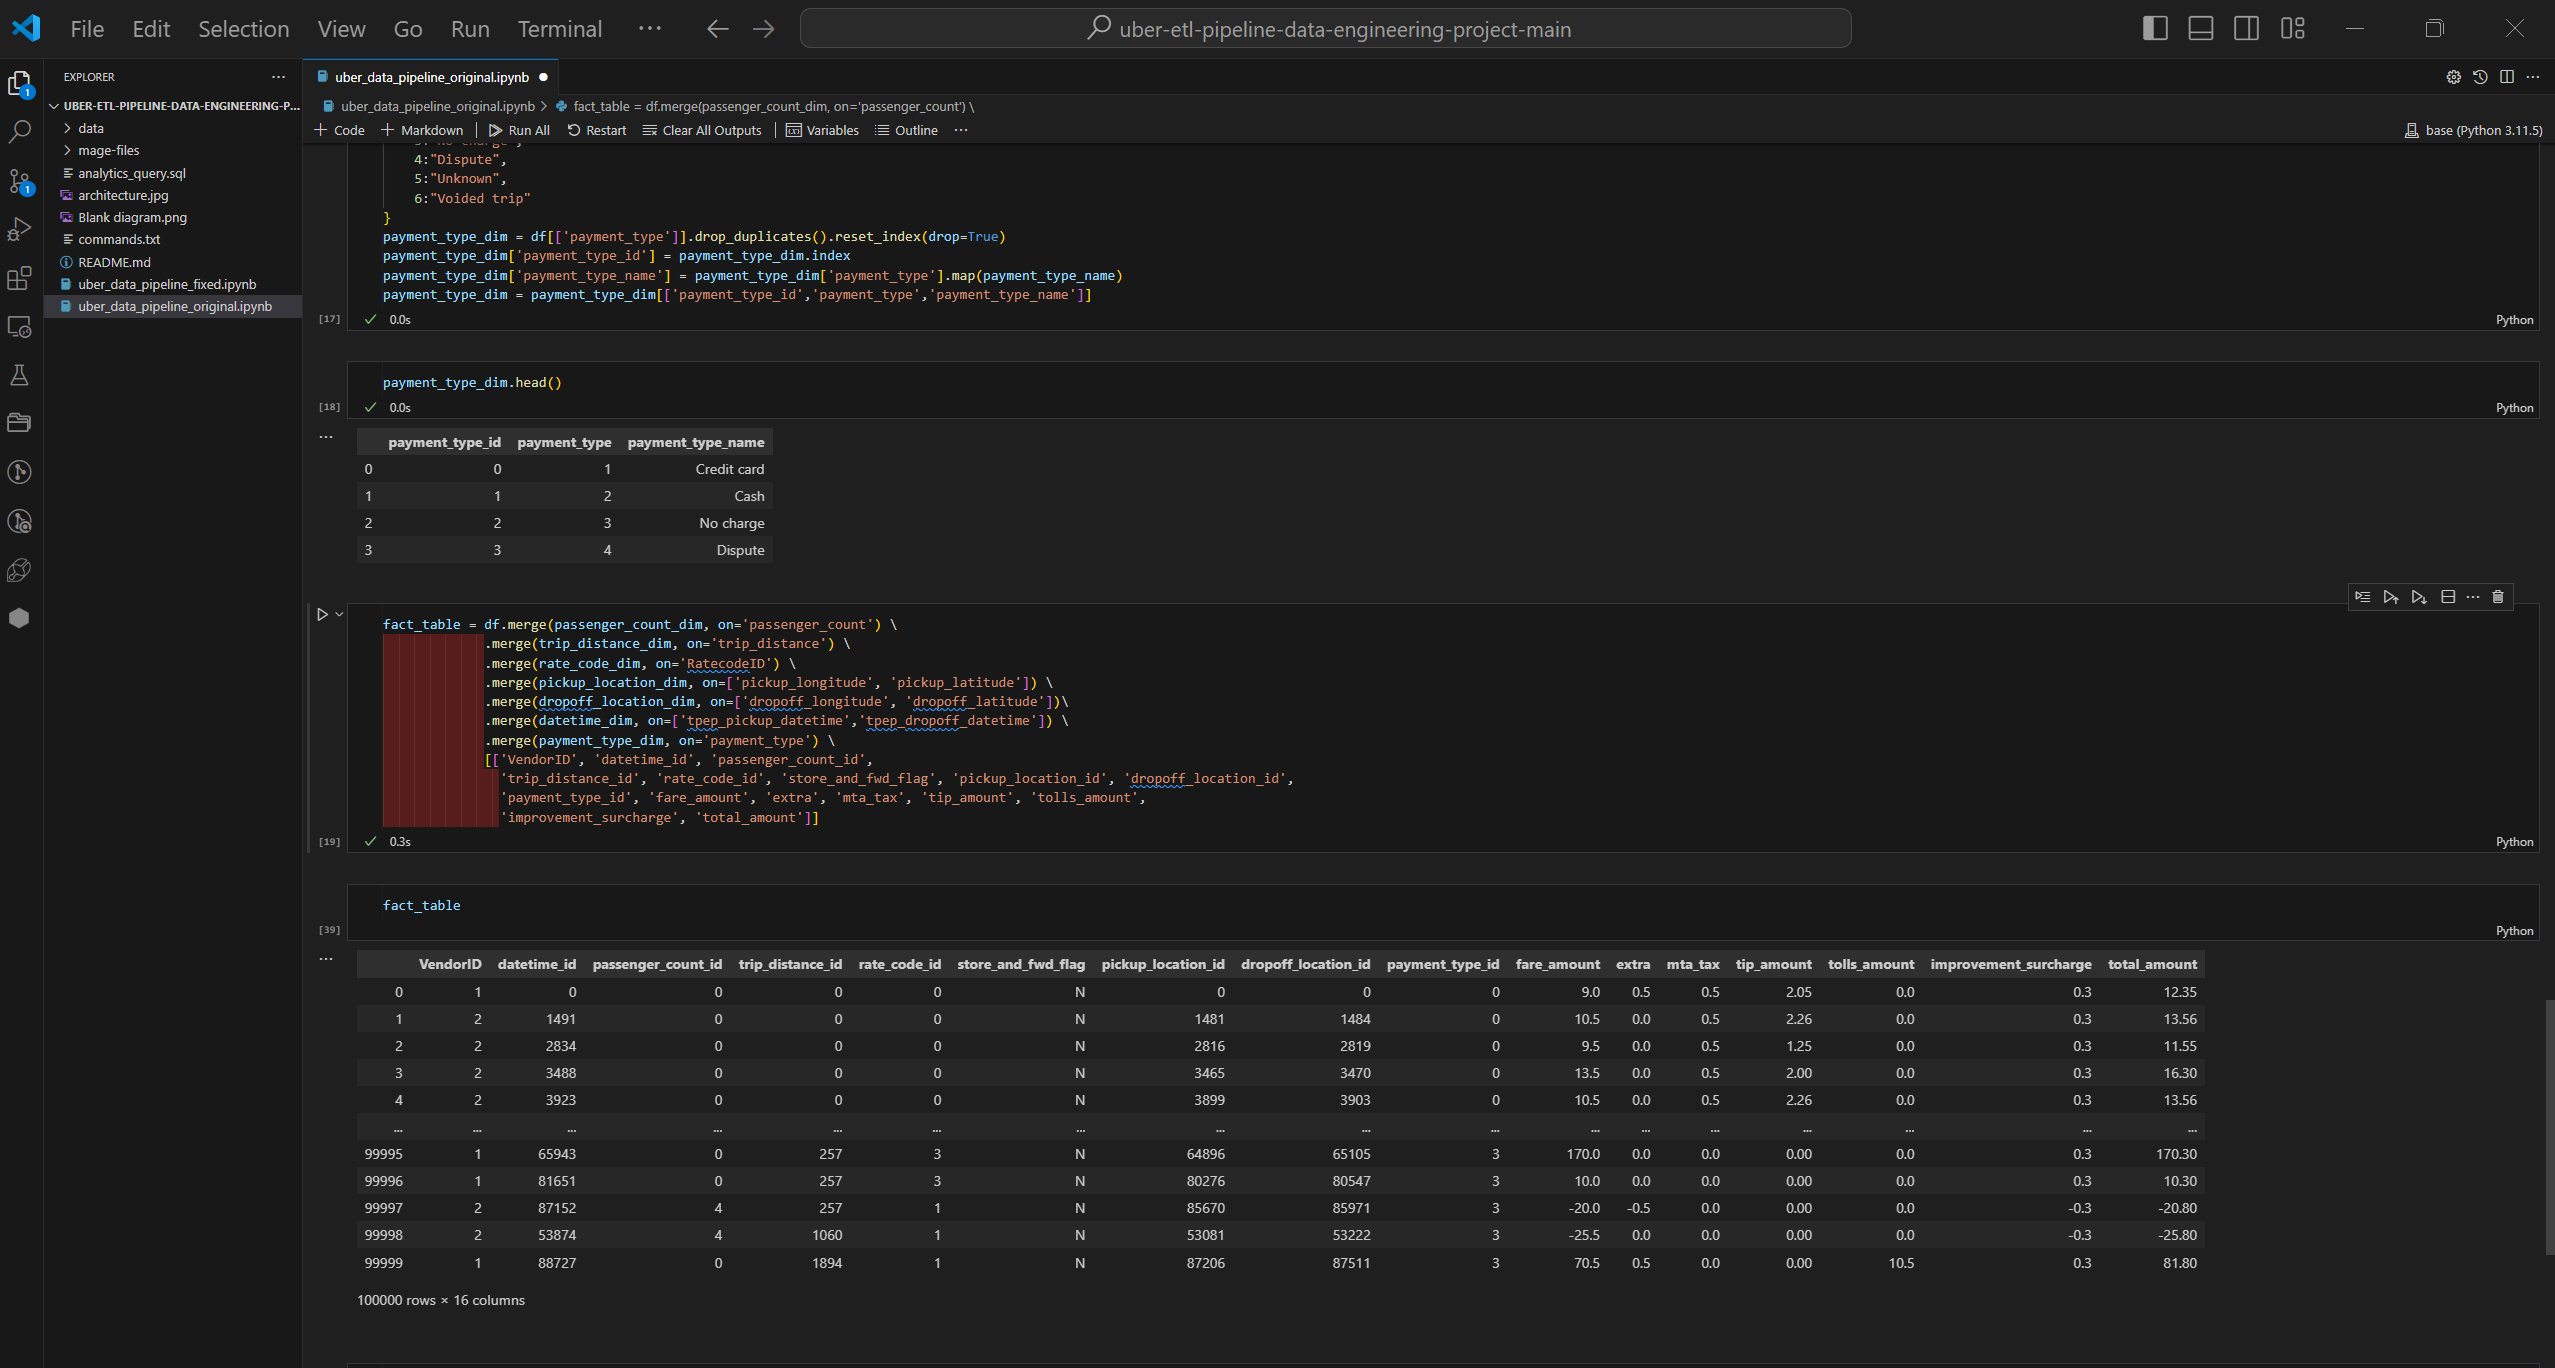 File Edit Selection View Go Run Terminal ···
uber-etl-pipeline-data-engineering-project-main
EXPLORER ···
UBER-ETL-PIPELINE-DATA-ENGINEERING-P...
data
mage-files
analytics_query.sql
architecture.jpg
Blank diagram.png
commands.txt
README.md
uber_data_pipeline_fixed.ipynb
uber_data_pipeline_original.ipynb
1
1
uber_data_pipeline_original.ipynb
uber_data_pipeline_original.ipynb > fact_table = df.merge(passenger_count_dim, on='passenger_count') \
+ Code + Markdown | Run All Restart Clear All Outputs | Variables Outline ···
base (Python 3.11.5)
4:"Dispute",
5:"Unknown",
6:"Voided trip"
}
payment_type_dim = df[['payment_type']].drop_duplicates().reset_index(drop=True)
payment_type_dim['payment_type_id'] = payment_type_dim.index
payment_type_dim['payment_type_name'] = payment_type_dim['payment_type'].map(payment_type_name)
payment_type_dim = payment_type_dim[['payment_type_id','payment_type','payment_type_name']]
[17] ✓ 0.0s Python
payment_type_dim.head()
[18] ✓ 0.0s Python
payment_type_id payment_type payment_type_name
0 0 1 Credit card
1 1 2 Cash
2 2 3 No charge
3 3 4 Dispute
fact_table = df.merge(passenger_count_dim, on='passenger_count') \
.merge(trip_distance_dim, on='trip_distance') \
.merge(rate_code_dim, on='RatecodeID') \
.merge(pickup_location_dim, on=['pickup_longitude', 'pickup_latitude']) \
.merge(dropoff_location_dim, on=['dropoff_longitude', 'dropoff_latitude'])\
.merge(datetime_dim, on=['tpep_pickup_datetime','tpep_dropoff_datetime']) \
.merge(payment_type_dim, on='payment_type') \
[['VendorID', 'datetime_id', 'passenger_count_id',
'trip_distance_id', 'rate_code_id', 'store_and_fwd_flag', 'pickup_location_id', 'dropoff_location_id',
'payment_type_id', 'fare_amount', 'extra', 'mta_tax', 'tip_amount', 'tolls_amount',
'improvement_surcharge', 'total_amount']]
[19] ✓ 0.3s Python
fact_table
[39] Python
VendorID datetime_id passenger_count_id trip_distance_id rate_code_id store_and_fwd_flag pickup_location_id dropoff_location_id payment_type_id fare_amount extra mta_tax tip_amount tolls_amount improvement_surcharge total_amount
0 1 0 0 0 0 N 0 0 0 9.0 0.5 0.5 2.05 0.0 0.3 12.35
1 2 1491 0 0 0 N 1481 1484 0 10.5 0.0 0.5 2.26 0.0 0.3 13.56
2 2 2834 0 0 0 N 2816 2819 0 9.5 0.0 0.5 1.25 0.0 0.3 11.55
3 2 3488 0 0 0 N 3465 3470 0 13.5 0.0 0.5 2.00 0.0 0.3 16.30
4 2 3923 0 0 0 N 3899 3903 0 10.5 0.0 0.5 2.26 0.0 0.3 13.56
... ... ... ... ... ... ... ... ... ... ... ... ... ... ... ... ...
99995 1 65943 0 257 3 N 64896 65105 3 170.0 0.0 0.0 0.00 0.0 0.3 170.30
99996 1 81651 0 257 3 N 80276 80547 3 10.0 0.0 0.0 0.00 0.0 0.3 10.30
99997 2 87152 4 257 1 N 85670 85971 3 -20.0 -0.5 0.0 0.00 0.0 -0.3 -20.80
99998 2 53874 4 1060 1 N 53081 53222 3 -25.5 0.0 0.0 0.00 0.0 -0.3 -25.80
99999 1 88727 0 1894 1 N 87206 87511 3 70.5 0.5 0.0 0.00 10.5 0.3 81.80
100000 rows × 16 columns